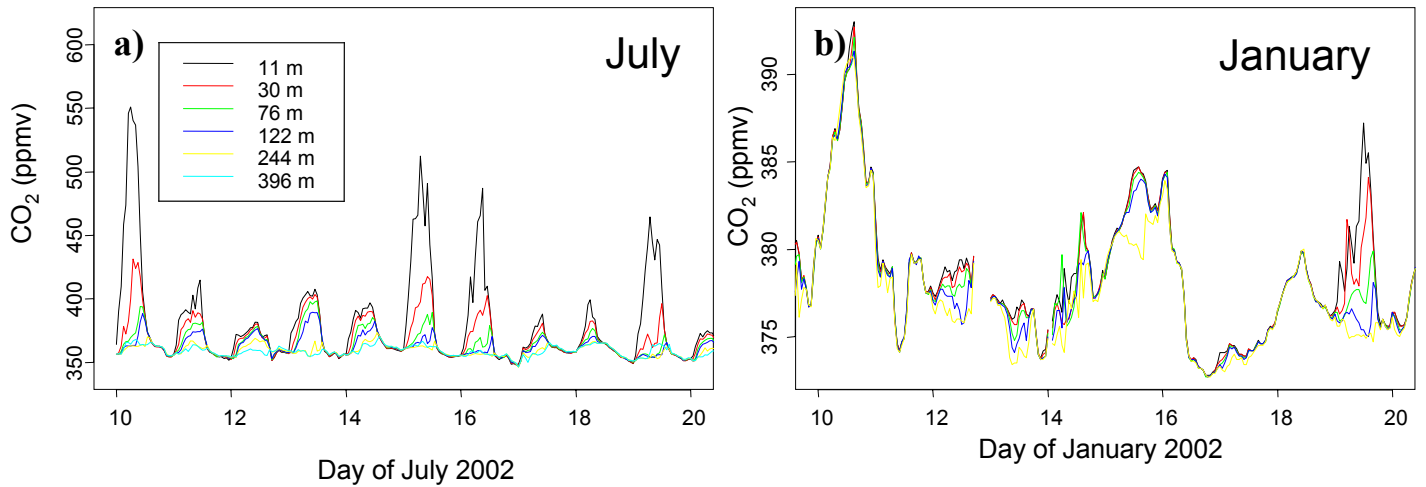 a)
July
11 m
30 m
76 m
122 m
244 m
396 m
CO₂ (ppmv)
600
550
500
450
400
350
10 12 14 16 18 20
Day of July 2002
b)
January
CO₂ (ppmv)
390
385
380
375
10 12 14 16 18 20
Day of January 2002